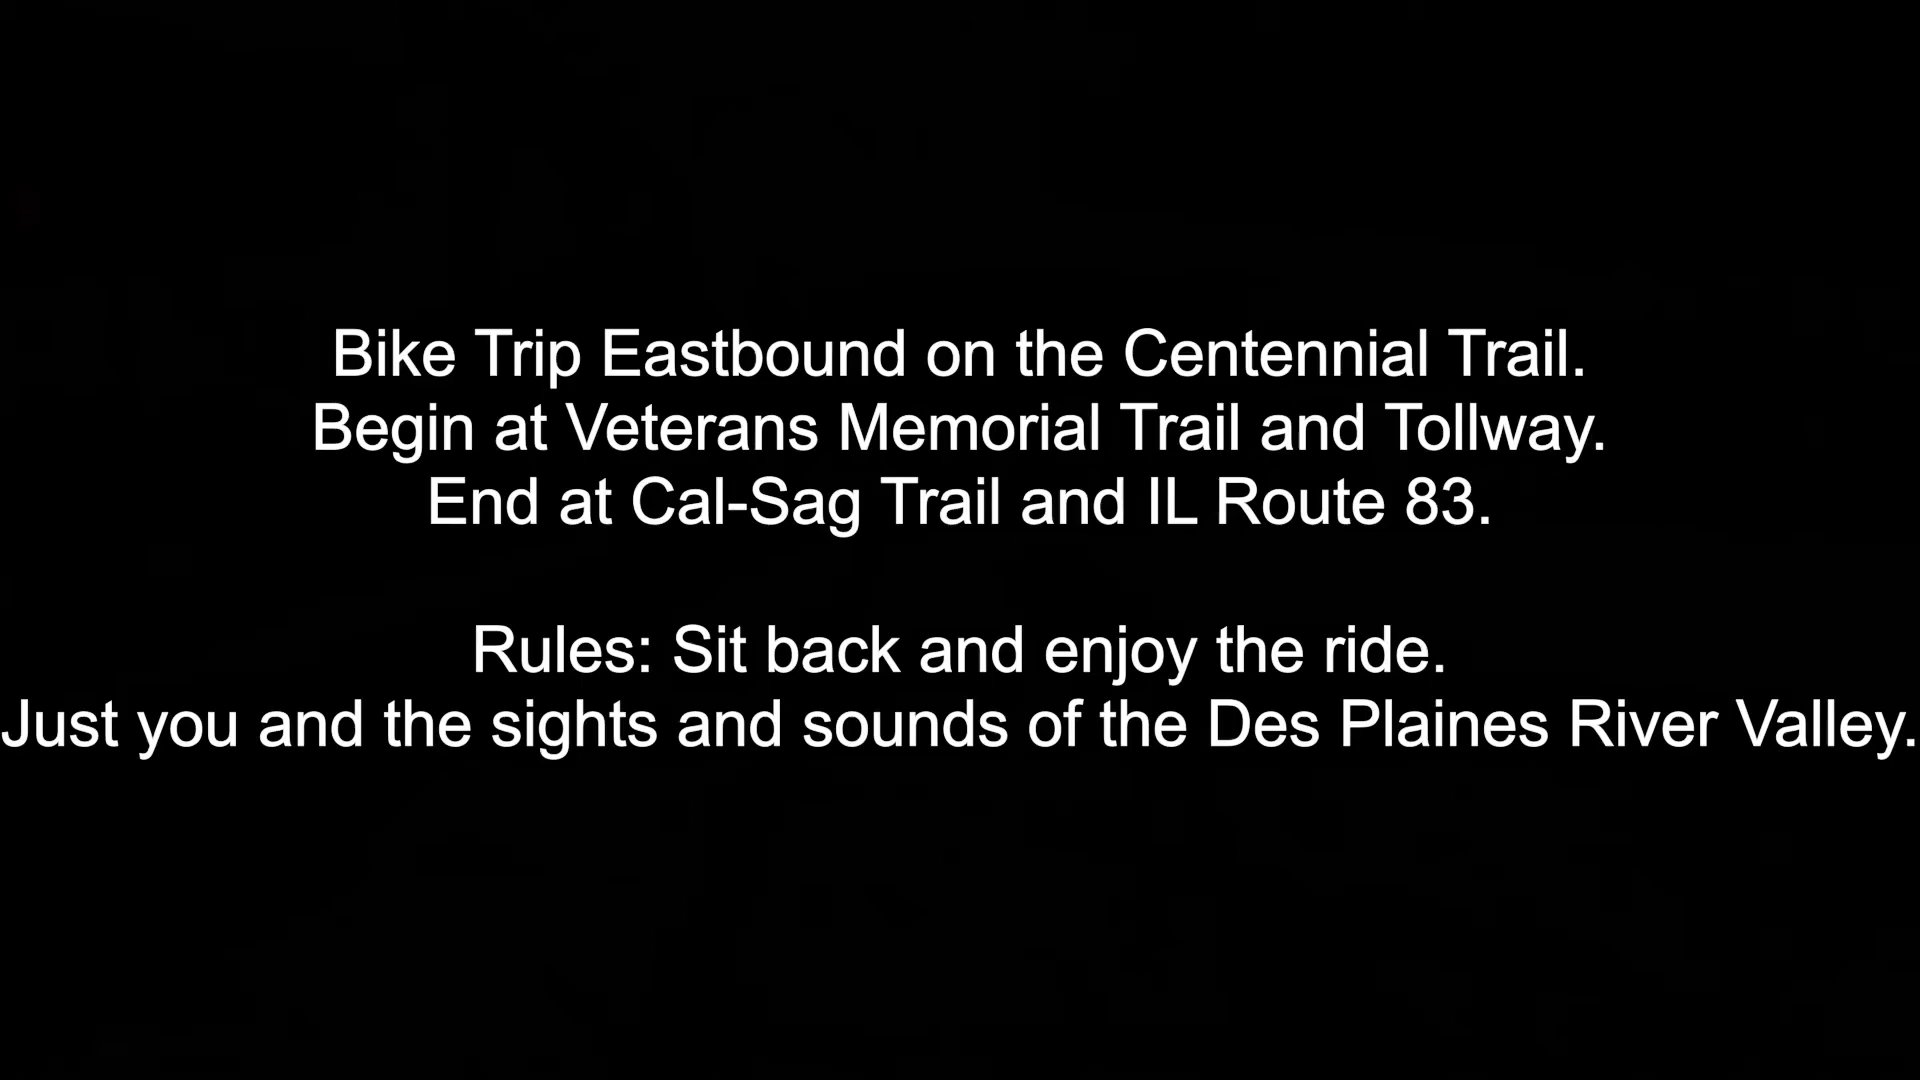 Bike Trip Eastbound on the Centennial Trail.
Begin at Veterans Memorial Trail and Tollway.
End at Cal-Sag Trail and IL Route 83.
Rules: Sit back and enjoy the ride.
Just you and the sights and sounds of the Des Plaines River Valley.